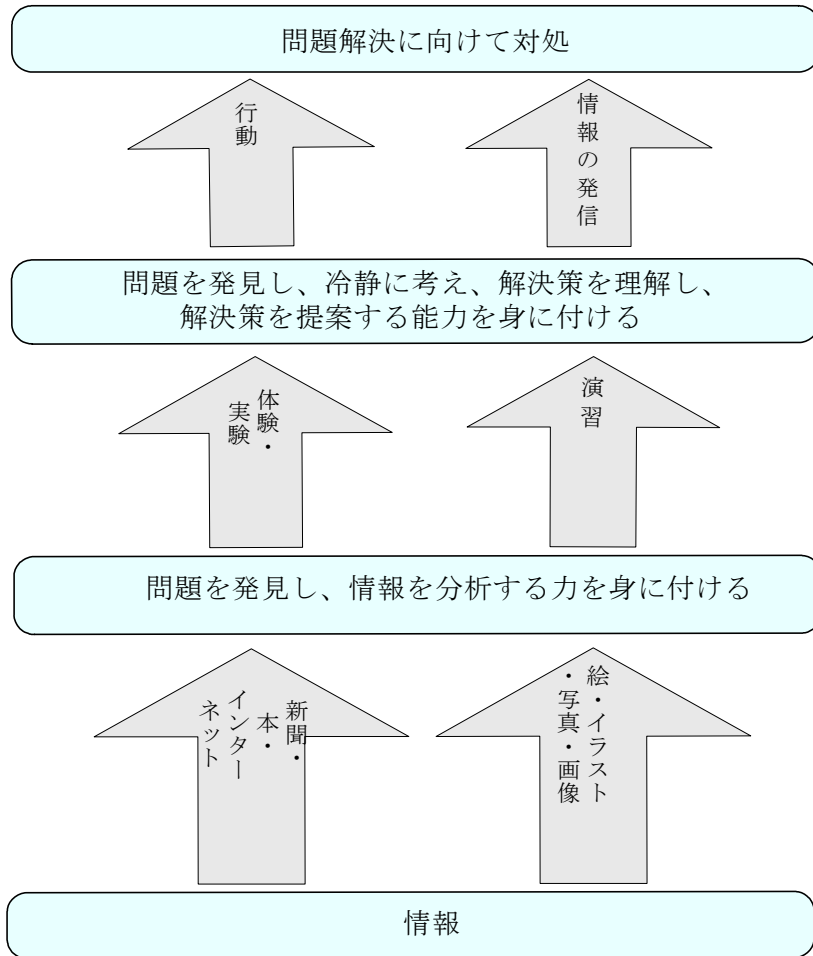 問題解決に向けて対処
行動
情報の発信
問題を発見し、冷静に考え、解決策を理解し、
解決策を提案する能力を身に付ける
体験・
実験
演習
問題を発見し、情報を分析する力を身に付ける
新聞・
本・
インター
ネット
絵・イラスト
・写真・画像
情報